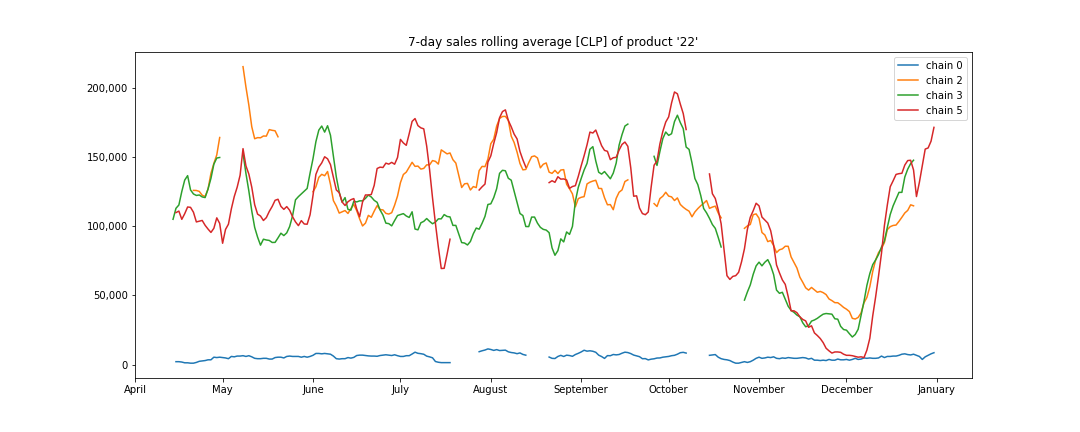 7-day sales rolling average [CLP] of product '22'
chain 0
chain 2
chain 3
chain 5
200,000
150,000
100,000
50,000
0
April May June July August September October November December January